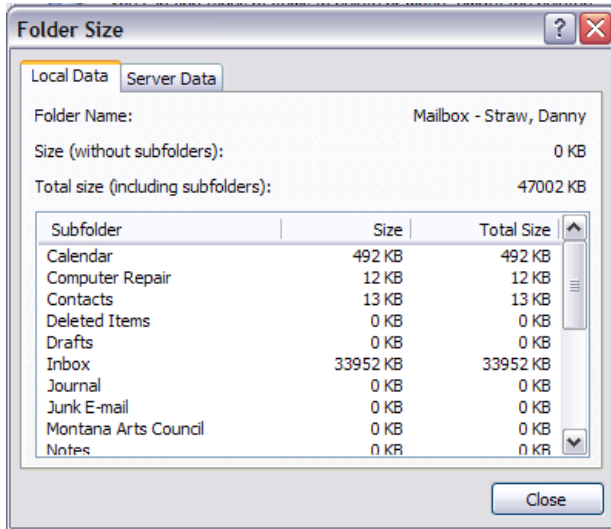 Folder Size
Local Data Server Data
Folder Name: Mailbox - Straw, Danny
Size (without subfolders): 0 KB
Total size (including subfolders): 47002 KB
Subfolder Size Total Size
Calendar 492 KB 492 KB
Computer Repair 12 KB 12 KB
Contacts 13 KB 13 KB
Deleted Items 0 KB 0 KB
Drafts 0 KB 0 KB
Inbox 33952 KB 33952 KB
Journal 0 KB 0 KB
Junk E-mail 0 KB 0 KB
Montana Arts Council 0 KB 0 KB
Notes 0 KB 0 KB
Close